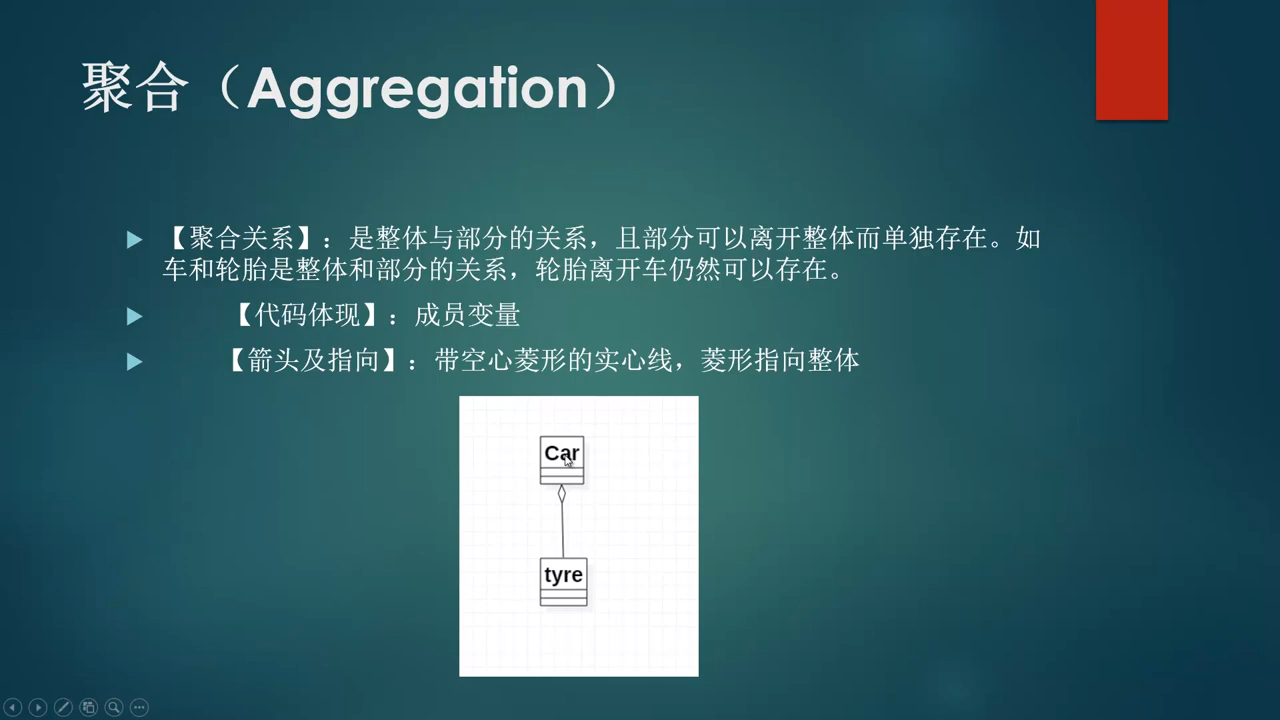 聚合（Aggregation）
【聚合关系】：是整体与部分的关系，且部分可以离开整体而单独存在。如
车和轮胎是整体和部分的关系，轮胎离开车仍然可以存在。
【代码体现】：成员变量
【箭头及指向】：带空心菱形的实心线，菱形指向整体
Car
tyre